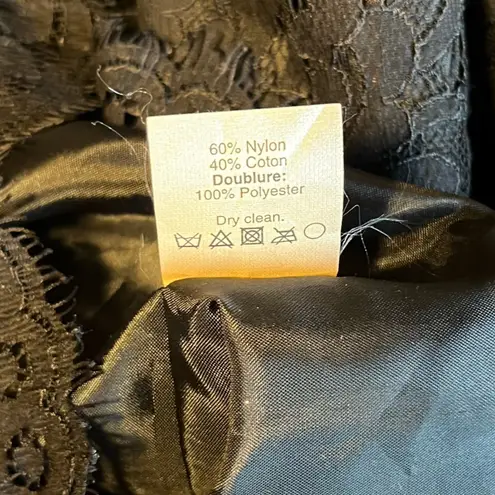 60% Nylon
40% Coton
Doublure:
100% Polyester
Dry clean.